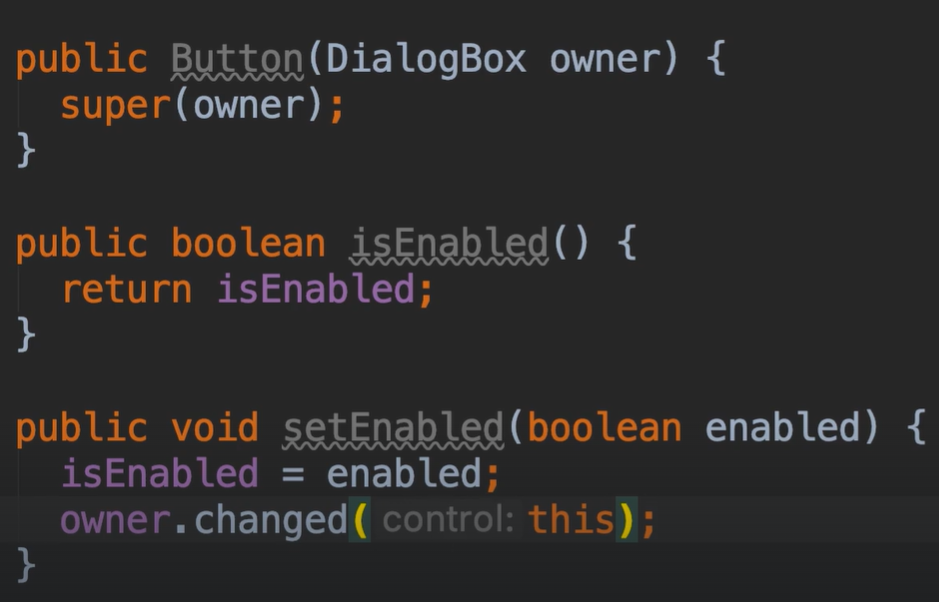 public Button(DialogBox owner) {
super(owner);
}
public boolean isEnabled() {
return isEnabled;
}
public void setEnabled(boolean enabled) {
isEnabled = enabled;
owner.changed( control: this);
}